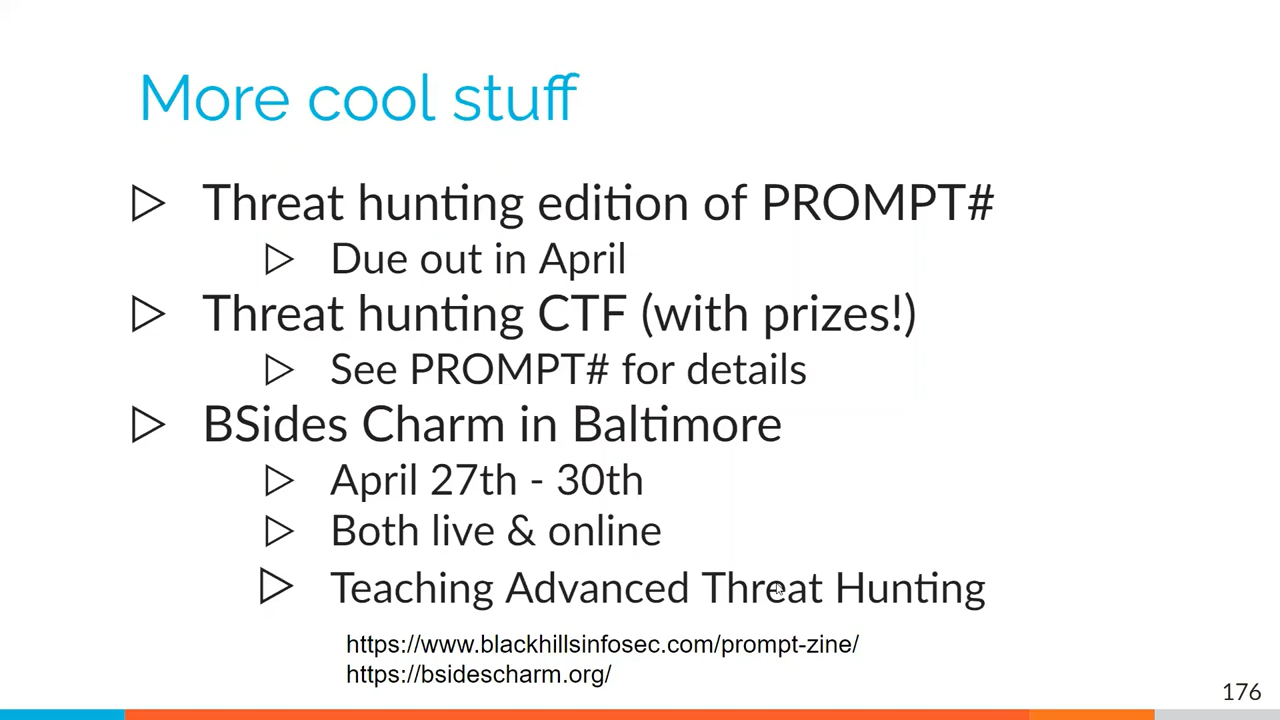 More cool stuff
Threat hunting edition of PROMPT#
Due out in April
Threat hunting CTF (with prizes!)
See PROMPT# for details
BSides Charm in Baltimore
April 27th - 30th
Both live & online
Teaching Advanced Threat Hunting
https://www.blackhillsinfosec.com/prompt-zine/
https://bsidescharm.org/
176